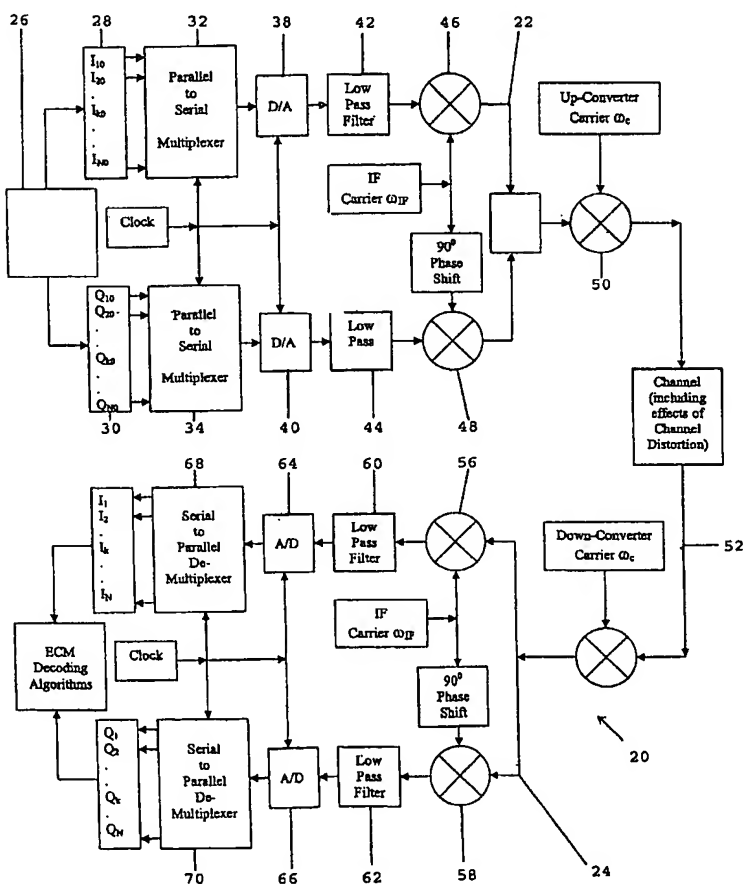 26 28 32 38 42 46 22
I10
I20
.
.
Ik0
.
.
IN0
Parallel
to
Serial
Multiplexer
D/A
Low
Pass
Filter
Up-Converter
Carrier ωc
IF
Carrier ωIF
Clock
90°
Phase
Shift
50
Q10
Q20
.
.
Qk0
.
.
QN0
Parallel
to
Serial
Multiplexer
D/A
Low
Pass
Channel
(including
effects of
Channel
Distortion)
30 34 40 44 48
68 64 60 56
I1
I2
.
Ik
.
.
IN
Serial
to
Parallel
De-
Multiplexer
A/D
Low
Pass
Filter
Down-Converter
Carrier ωc
52
ECM
Decoding
Algorithms
Clock
IF
Carrier ωIF
90°
Phase
Shift
20
Q1
Q2
.
.
Qk
.
QN
Serial
to
Parallel
De-
Multiplexer
A/D
Low
Pass
Filter
70 66 62 58 24